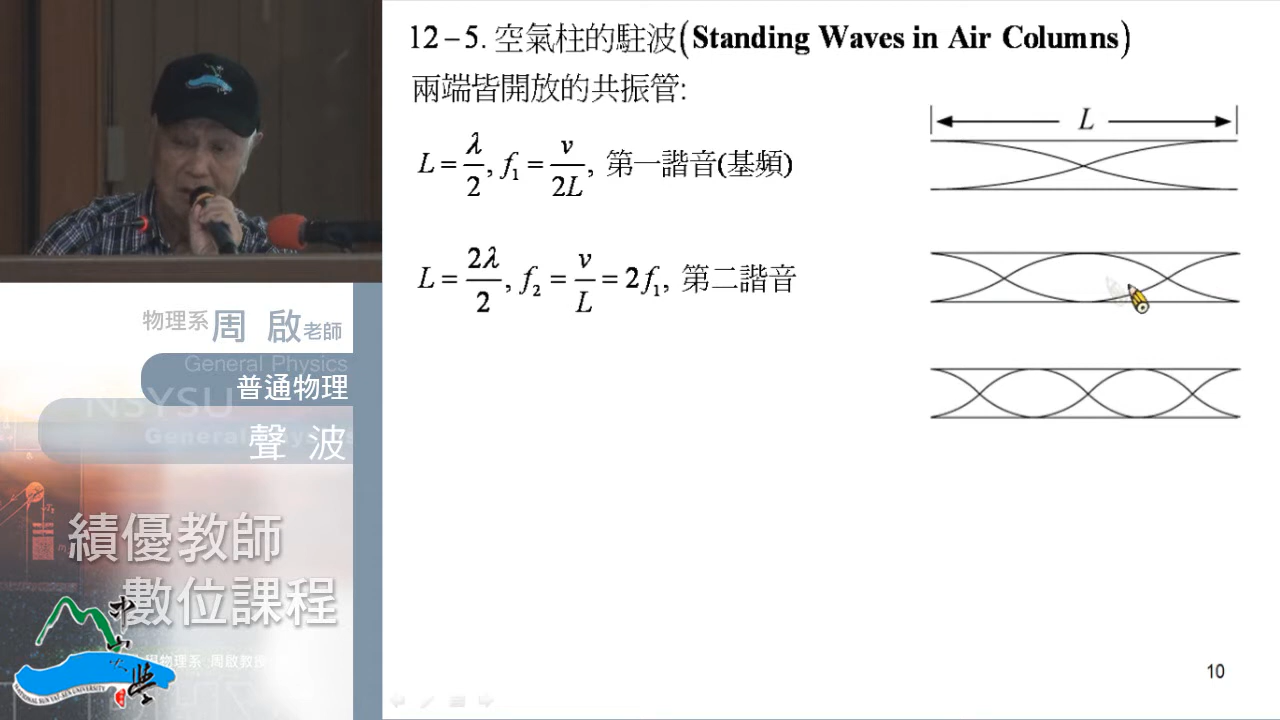 12－5. 空氣柱的駐波(Standing Waves in Air Columns)
兩端皆開放的共振管:
L = λ/2, f₁ = v/2L, 第一諧音(基頻)
L = 2λ/2, f₂ = v/L = 2f₁, 第二諧音
L
10
物理系 周 啟 老師
General Physics
普通物理
NSYSU
聲 波
績優教師
數位課程